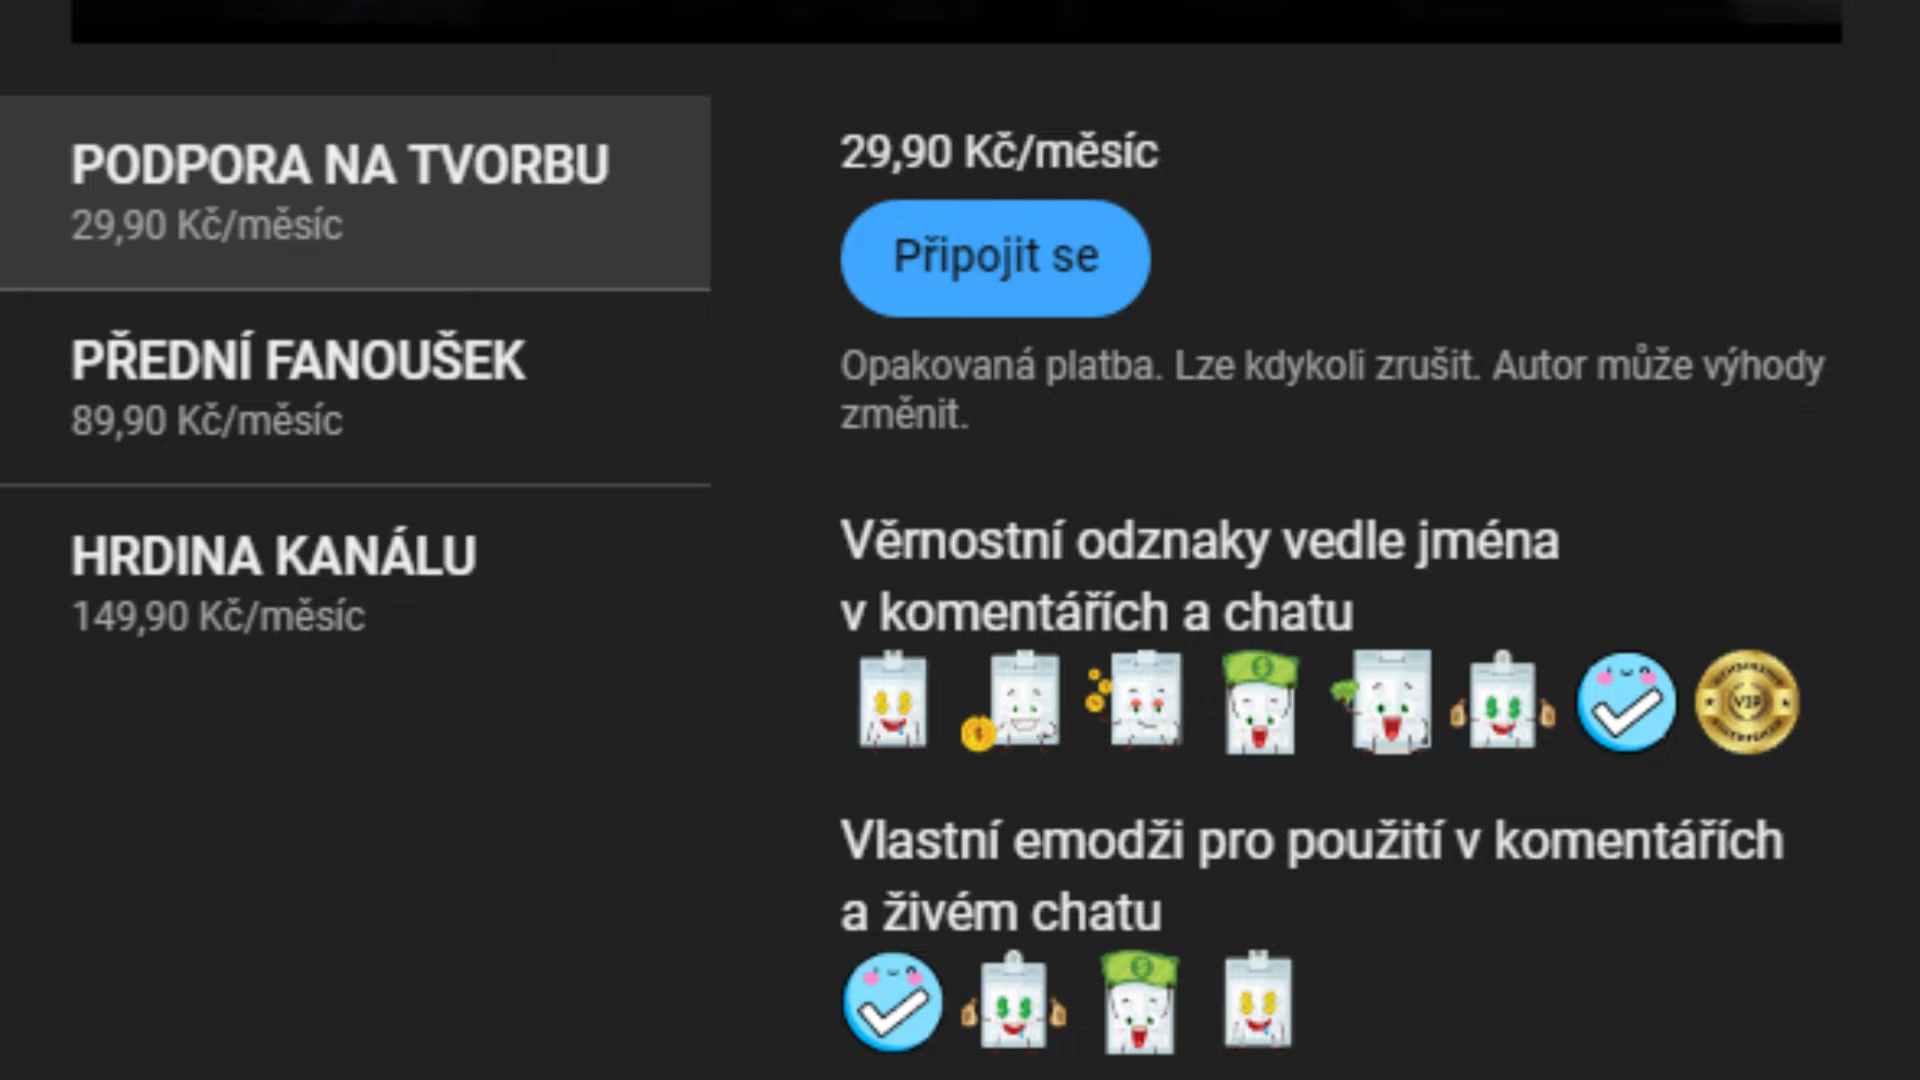 PODPORA NA TVORBU
29,90 Kč/měsíc
PŘEDNÍ FANOUŠEK
89,90 Kč/měsíc
HRDINA KANÁLU
149,90 Kč/měsíc
29,90 Kč/měsíc
Připojit se
Opakovaná platba. Lze kdykoli zrušit. Autor může výhody
změnit.
Věrnostní odznaky vedle jména
v komentářích a chatu
VIP
Vlastní emodži pro použití v komentářích
a živém chatu